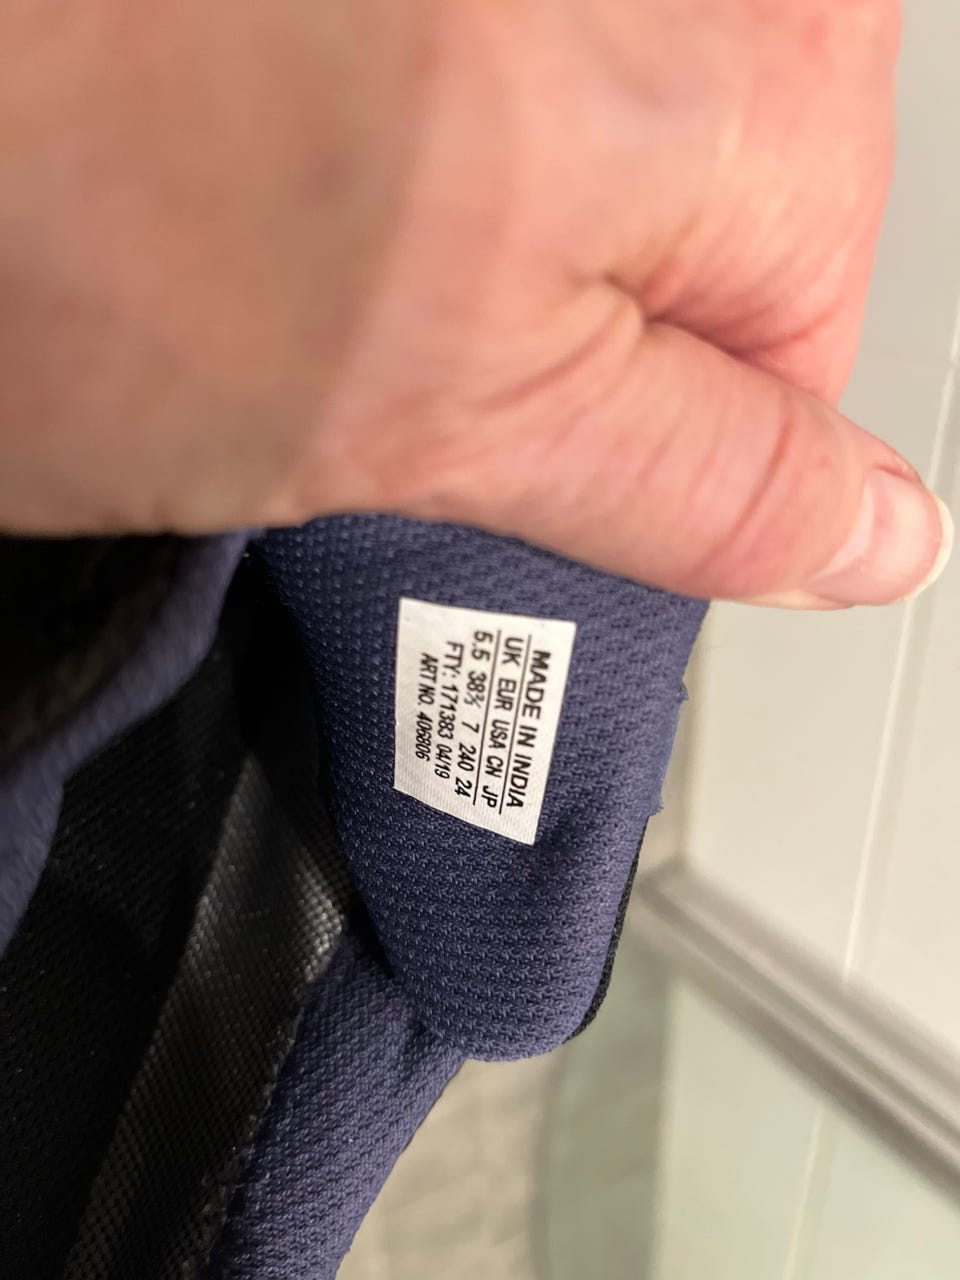 MADE IN INDIA
UK EUR USA CN JP
5.5 38⅔ 7 240 24
FTY: 171383 04/19
ART NO. 406806